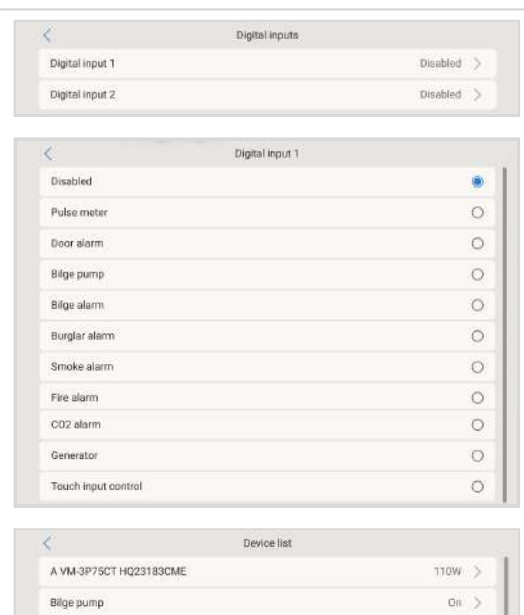 Digital inputs
Digital input 1 Disabled
Digital input 2 Disabled
Digital input 1
Disabled
Pulse meter
Door alarm
Bilge pump
Bilge alarm
Burglar alarm
Smoke alarm
Fire alarm
CO2 alarm
Generator
Touch input control
Device list
A VM-3P75CT HQ23183CME 110W
Bilge pump On